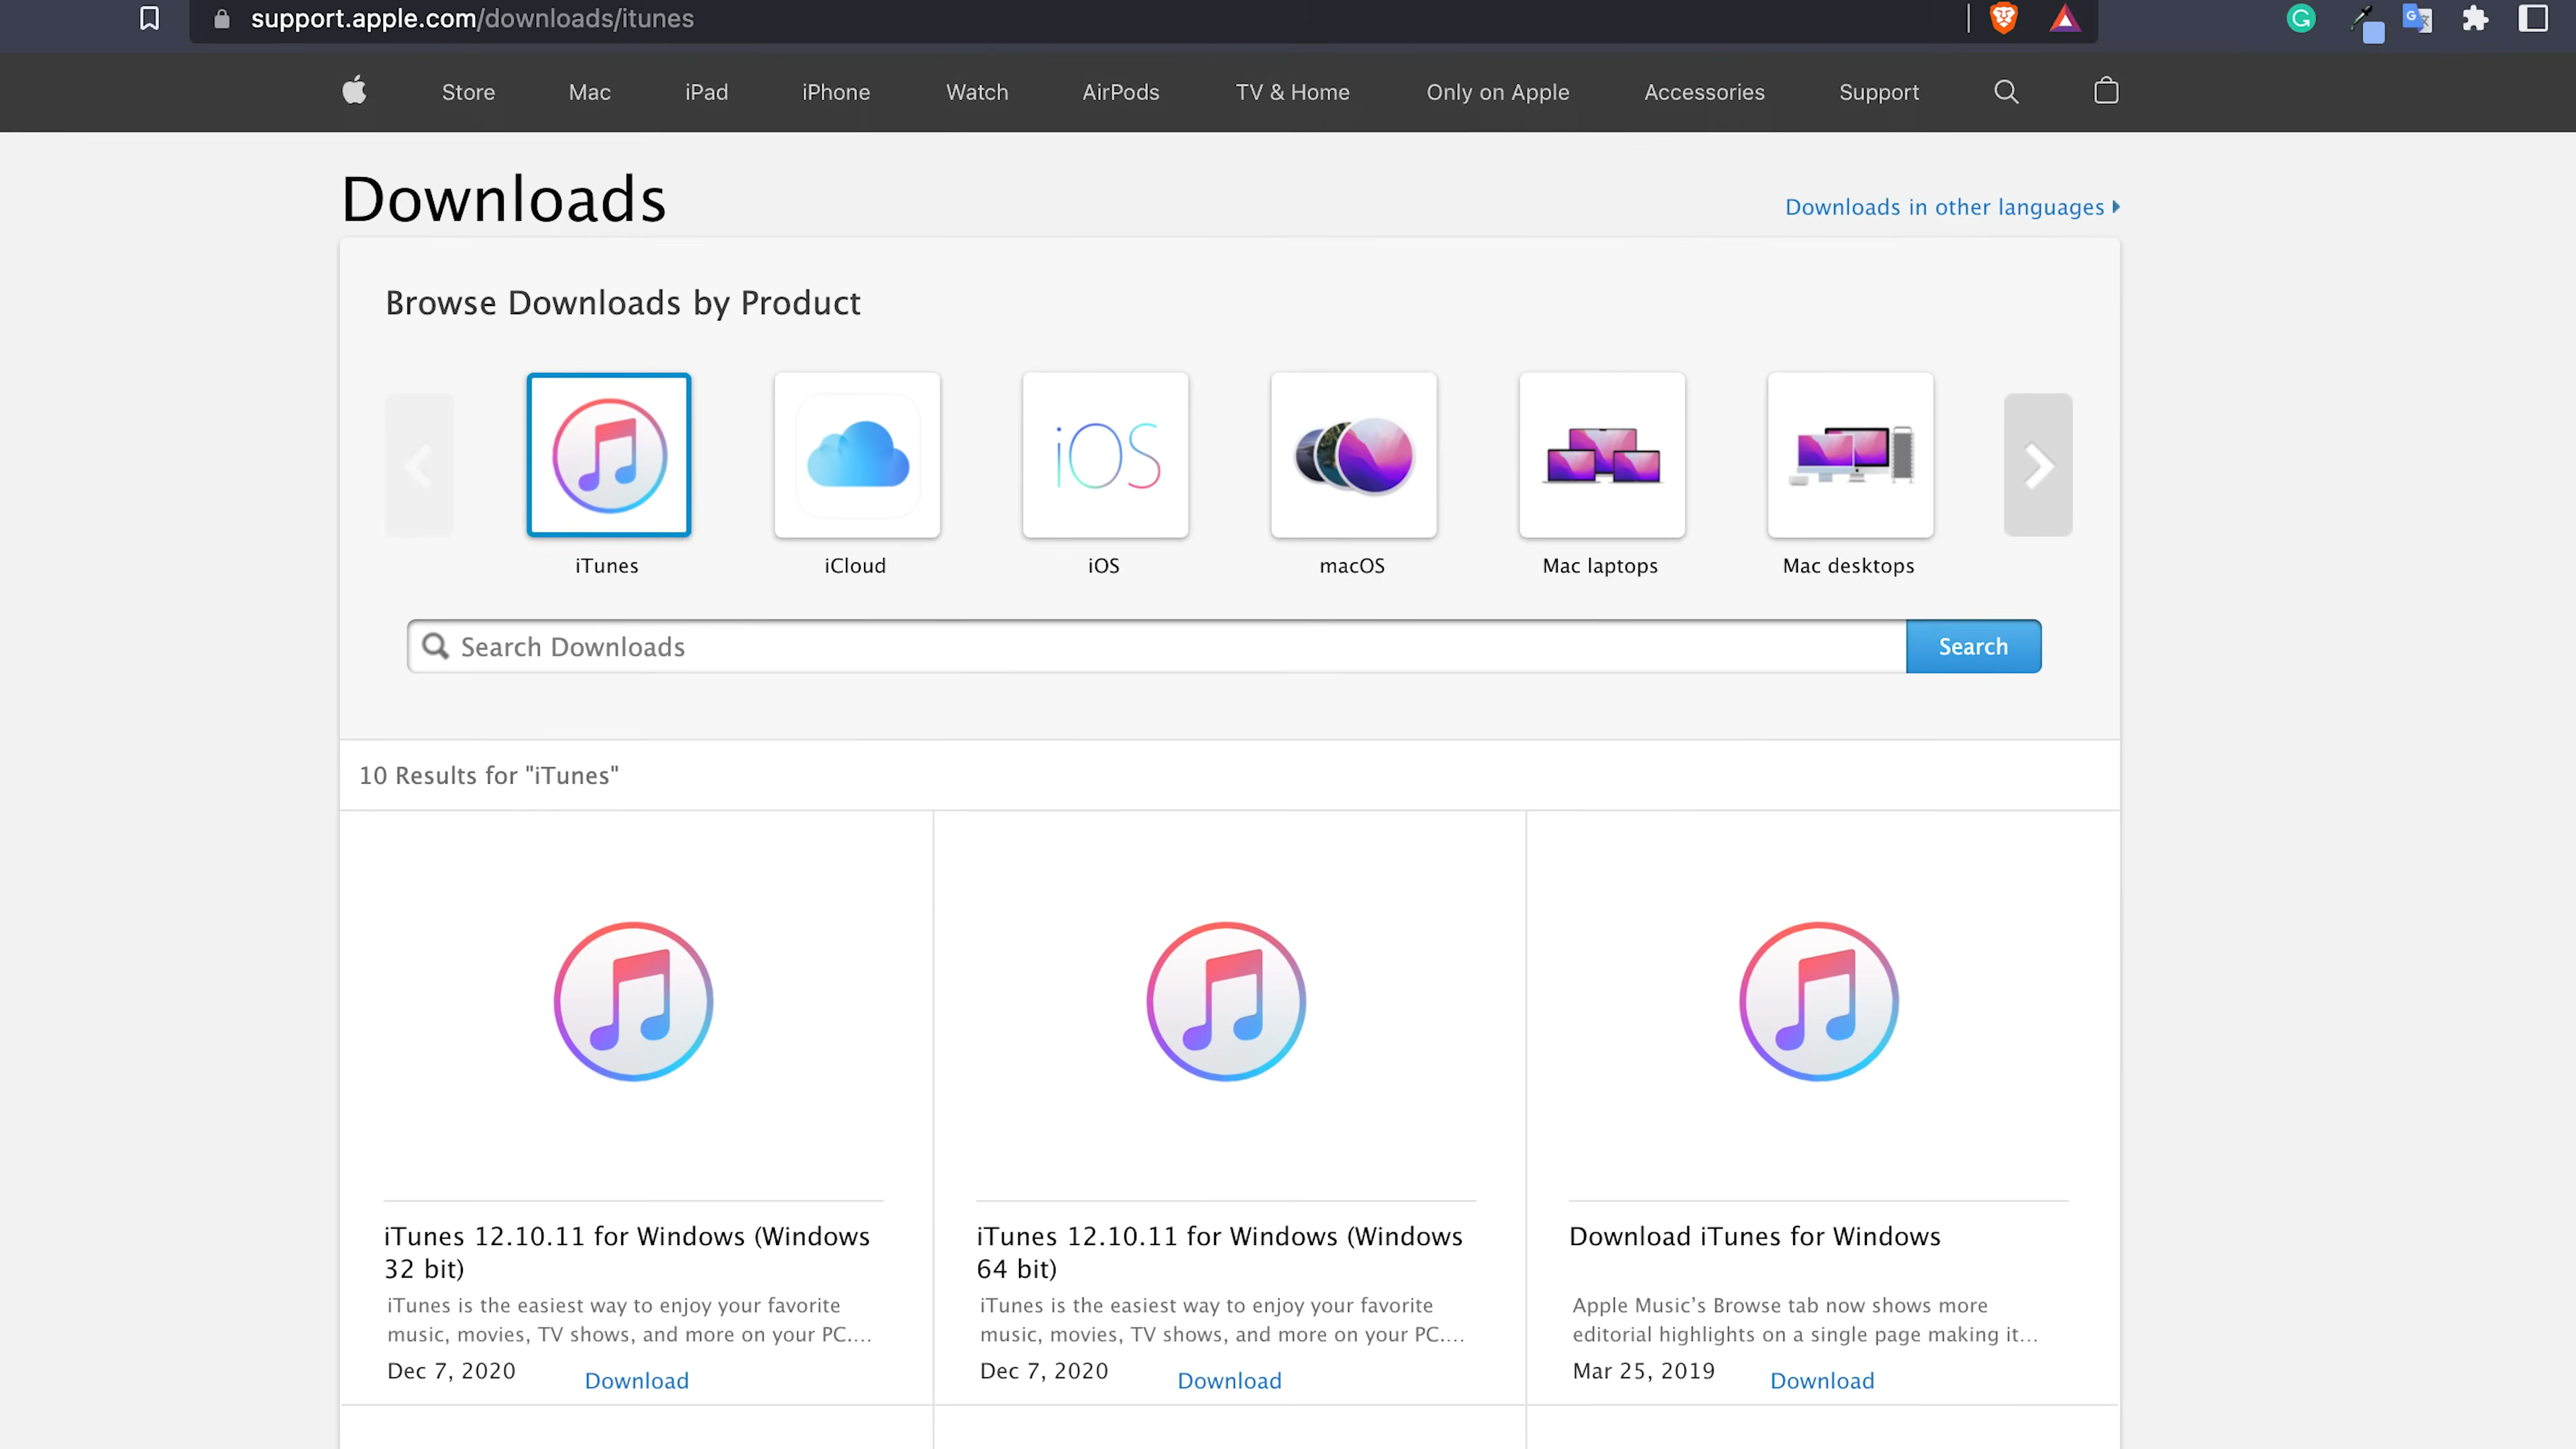 support.apple.com/downloads/itunes
Store Mac iPad iPhone Watch AirPods TV & Home Only on Apple Accessories Support
Downloads
Downloads in other languages
Browse Downloads by Product
iOS
iTunes iCloud iOS macOS Mac laptops Mac desktops
Search Downloads Search
10 Results for "iTunes"
iTunes 12.10.11 for Windows (Windows
32 bit)
iTunes is the easiest way to enjoy your favorite
music, movies, TV shows, and more on your PC....
Dec 7, 2020 Download
iTunes 12.10.11 for Windows (Windows
64 bit)
iTunes is the easiest way to enjoy your favorite
music, movies, TV shows, and more on your PC....
Dec 7, 2020 Download
Download iTunes for Windows
Apple Music’s Browse tab now shows more
editorial highlights on a single page making it...
Mar 25, 2019 Download